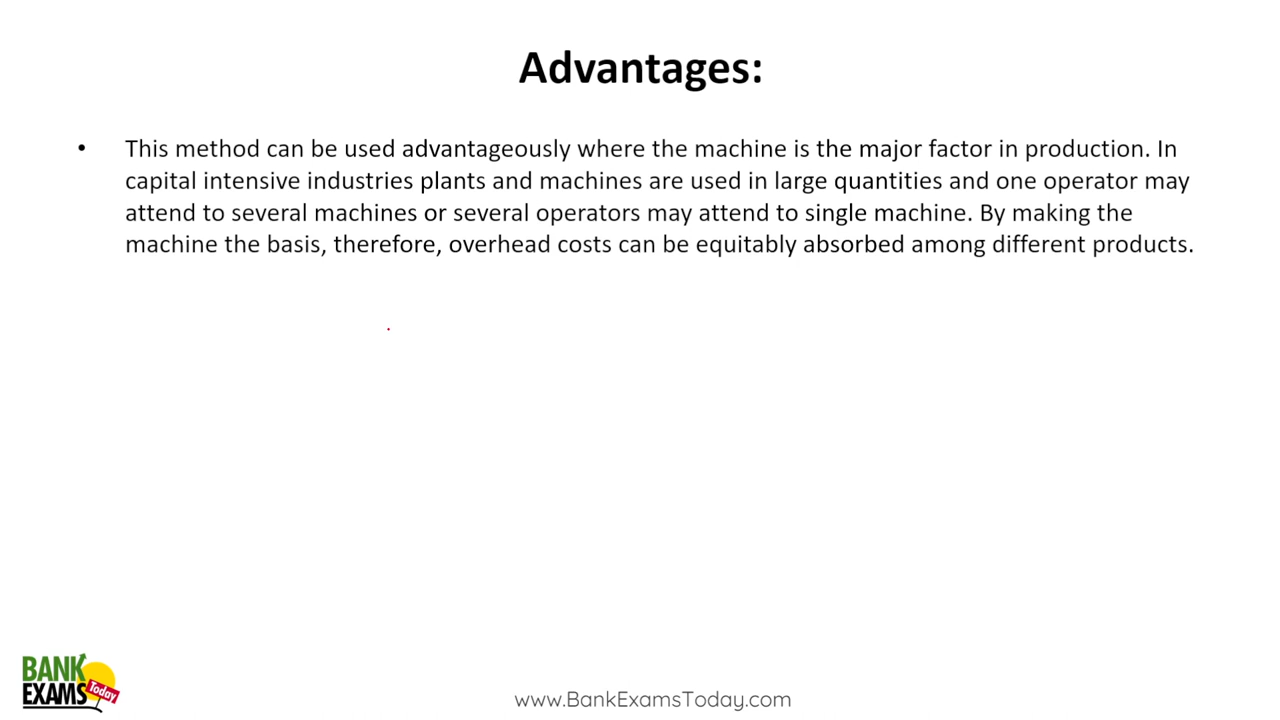 Advantages:
• This method can be used advantageously where the machine is the major factor in production. In
capital intensive industries plants and machines are used in large quantities and one operator may
attend to several machines or several operators may attend to single machine. By making the
machine the basis, therefore, overhead costs can be equitably absorbed among different products.
BANK
EXAMS Today
www.BankExamsToday.com